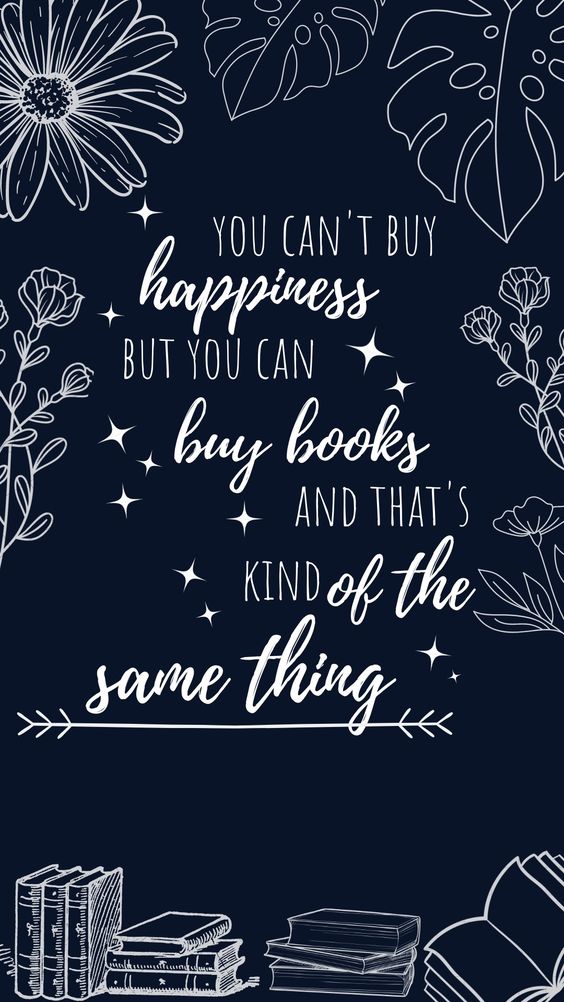 YOU CAN'T BUY
happiness
BUT YOU CAN
buy books
AND THAT'S
KIND of the
same thing